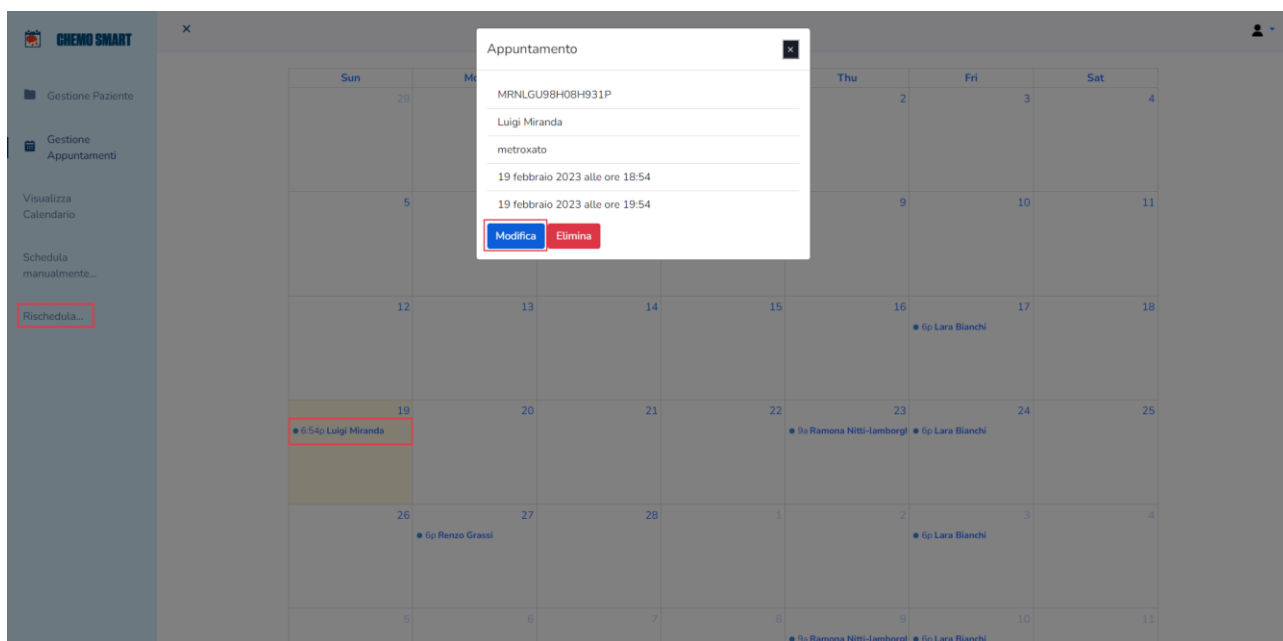 CHEMO SMART
×
Gestione Paziente
Gestione
Appuntamenti
Visualizza
Calendario
Schedula
manualmente...
Rischedula...
Appuntamento
×
MRNLGU98H08H931P
Luigi Miranda
metroxato
19 febbraio 2023 alle ore 18:54
19 febbraio 2023 alle ore 19:54
Modifica Elimina
Sun Mo Thu Fri Sat
29 2 3 4
5 9 10 11
12 13 14 15 16 17 18
6p Lara Bianchi
19 20 21 22 23 24 25
6:54p Luigi Miranda 9a Ramona Nitti-lamborgl 6p Lara Bianchi
26 27 28 1 2 3 4
6p Renzo Grassi 6p Lara Bianchi
5 6 7 8 9 10 11
9a Ramona Nitti-lamborgl 6p Lara Bianchi